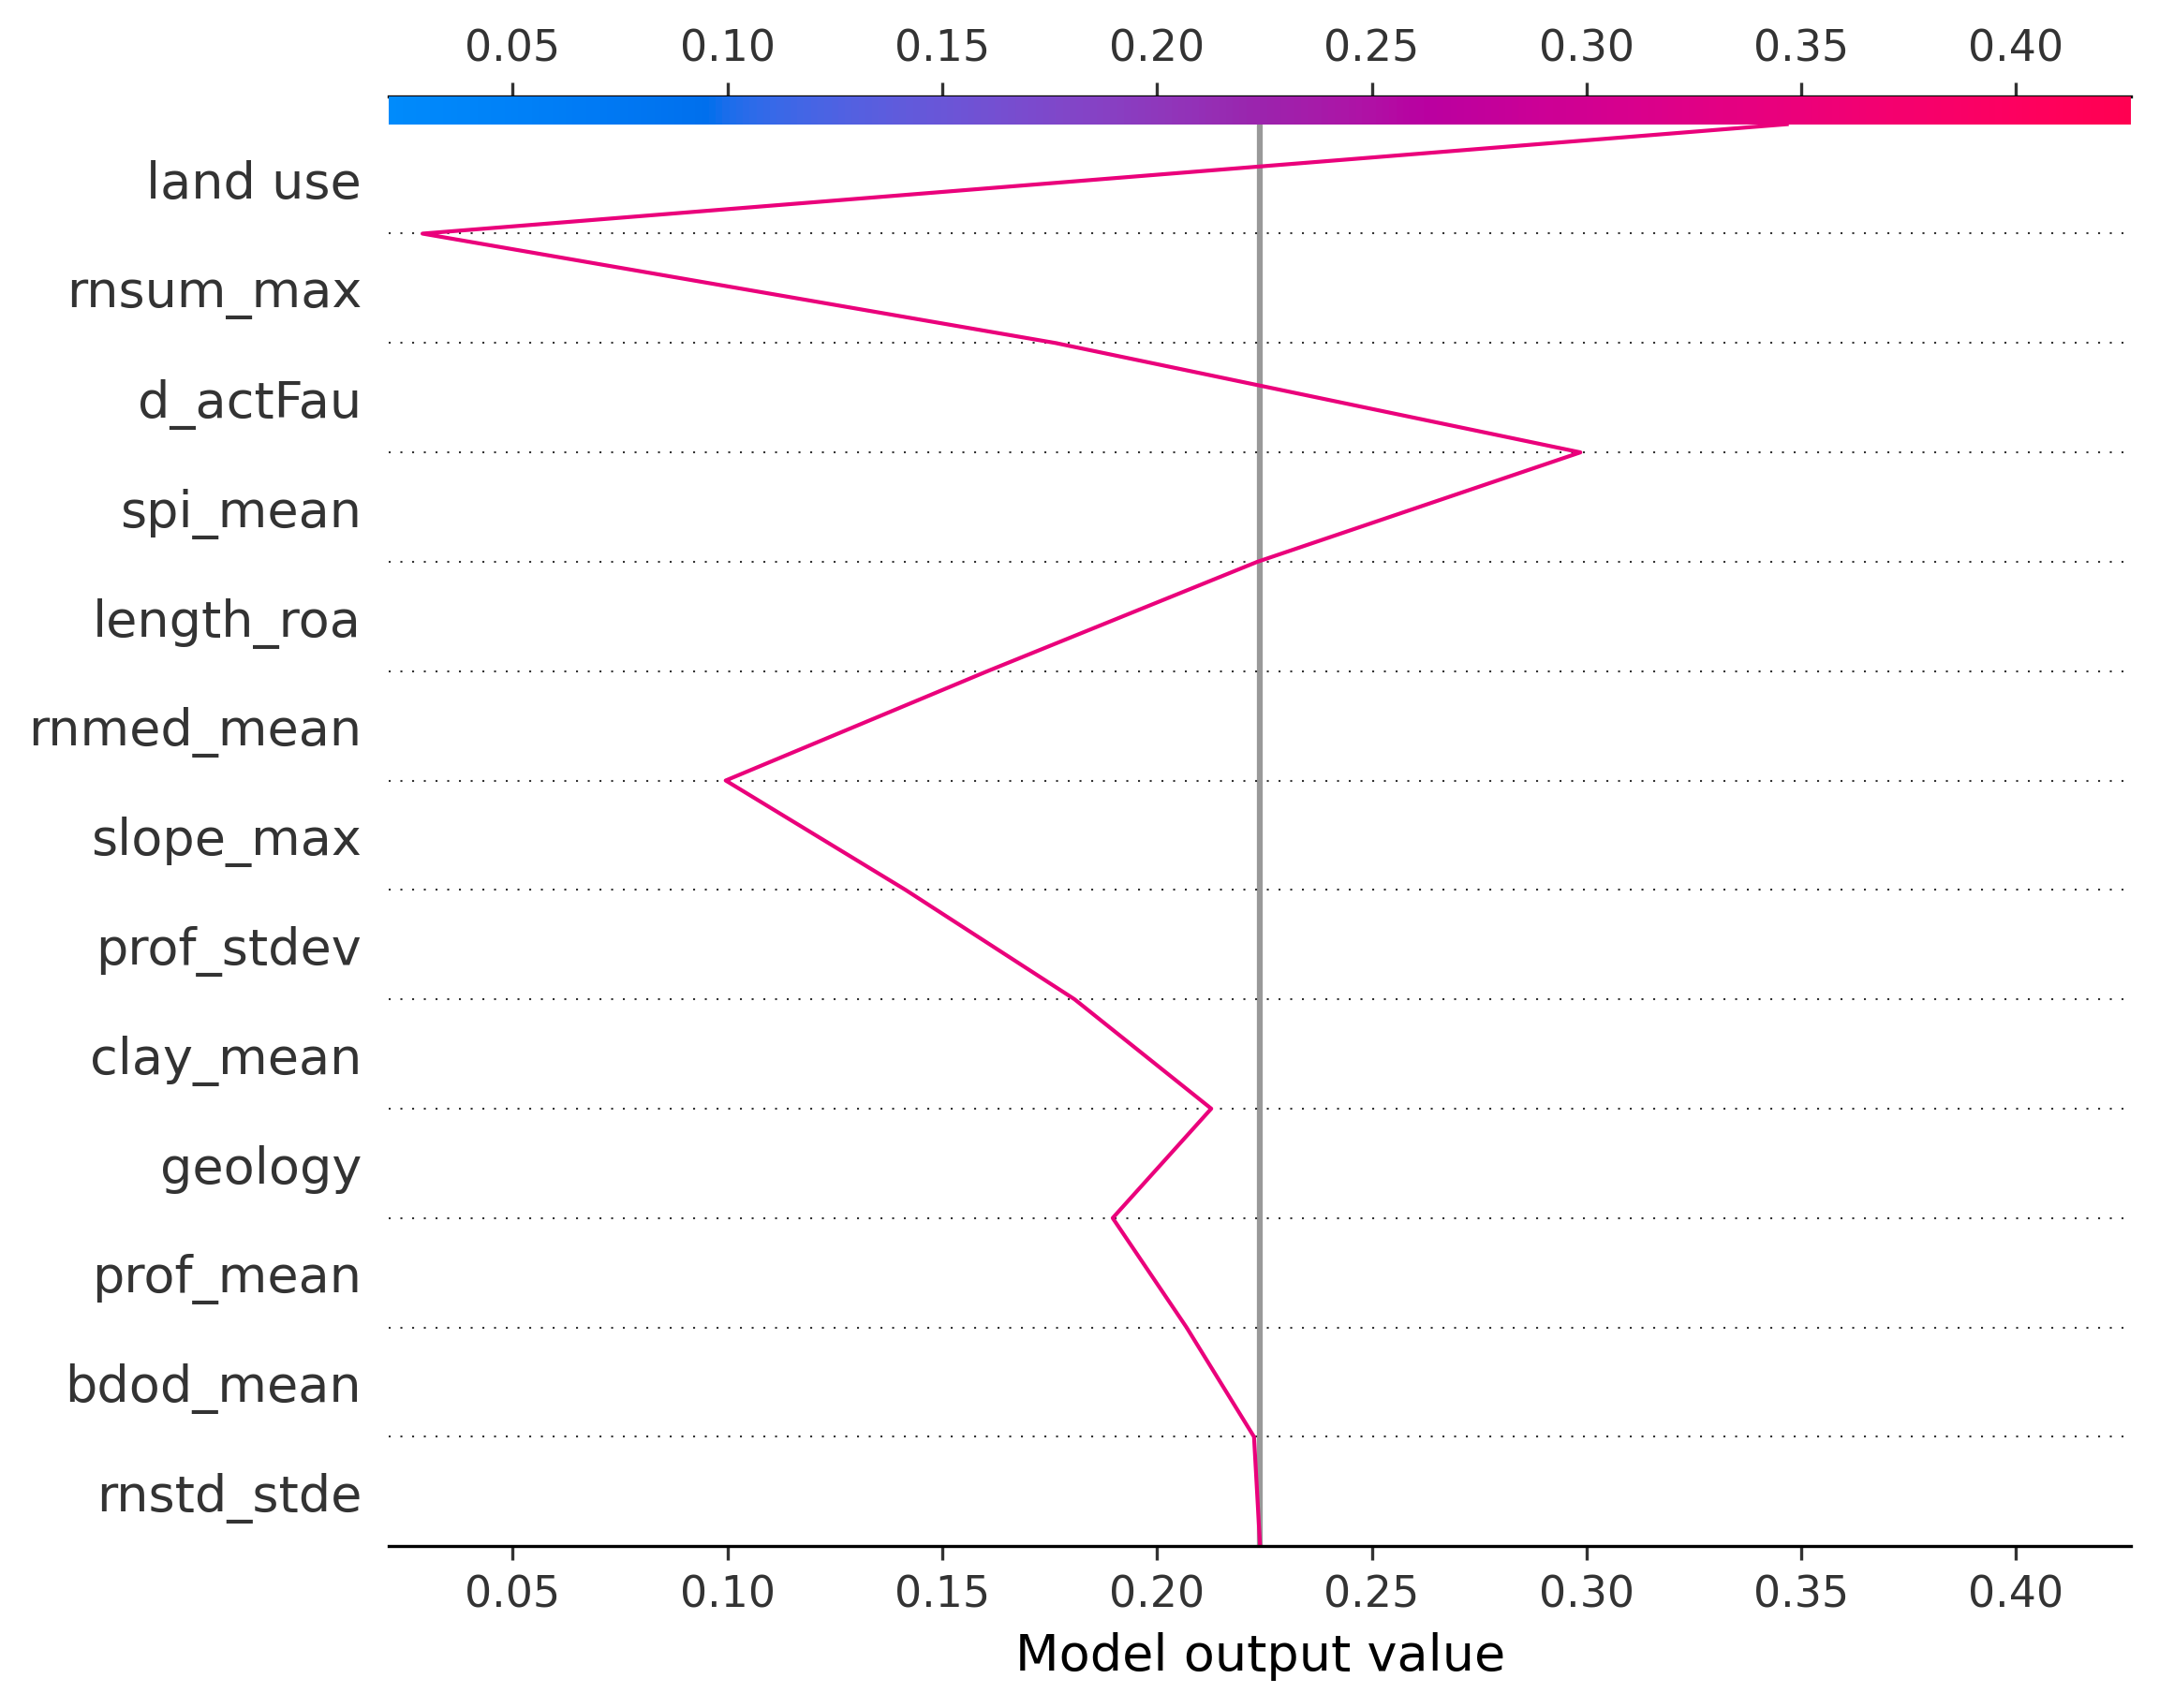 0.05 0.10 0.15 0.20 0.25 0.30 0.35 0.40
land use
rnsum_max
d_actFau
spi_mean
length_roa
rnmed_mean
slope_max
prof_stdev
clay_mean
geology
prof_mean
bdod_mean
rnstd_stde
0.05 0.10 0.15 0.20 0.25 0.30 0.35 0.40
Model output value